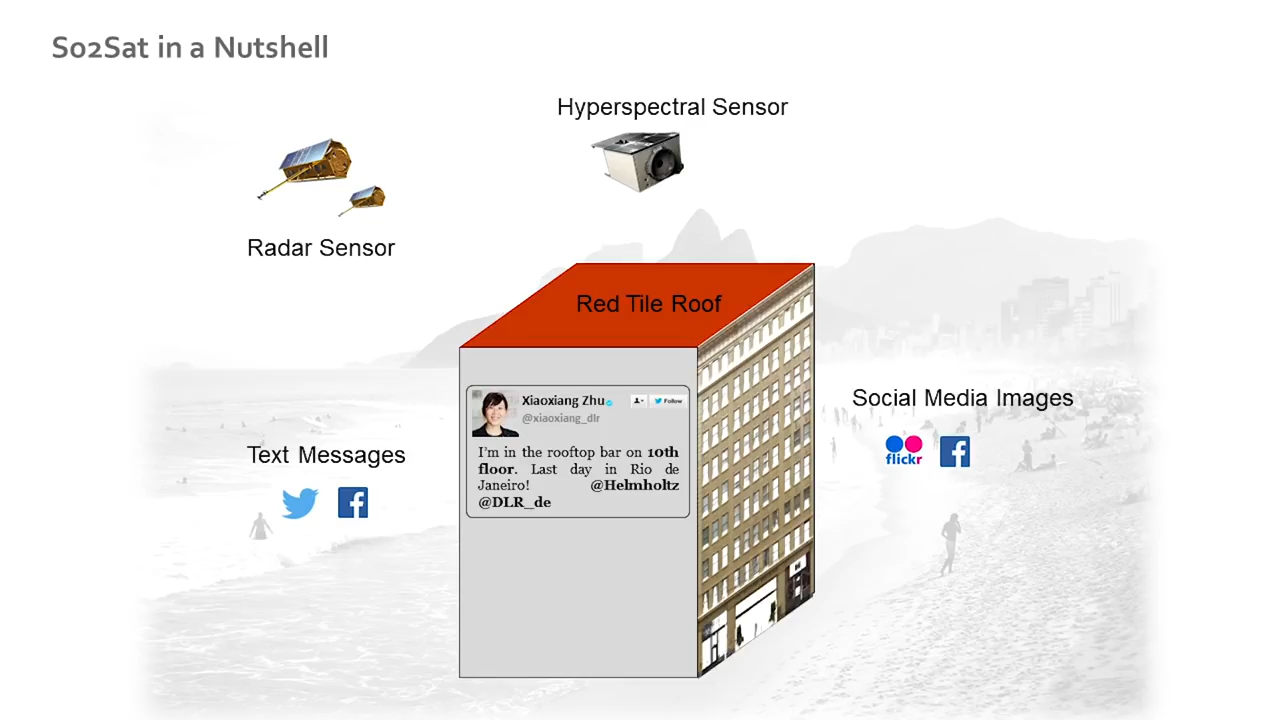 So2Sat in a Nutshell
Hyperspectral Sensor
Radar Sensor
Red Tile Roof
Xiaoxiang Zhu
Follow
@xiaoxiang_dlr
I'm in the rooftop bar on 10th
floor. Last day in Rio de
Janeiro! @Helmholtz
@DLR_de
Social Media Images
flickr
Text Messages